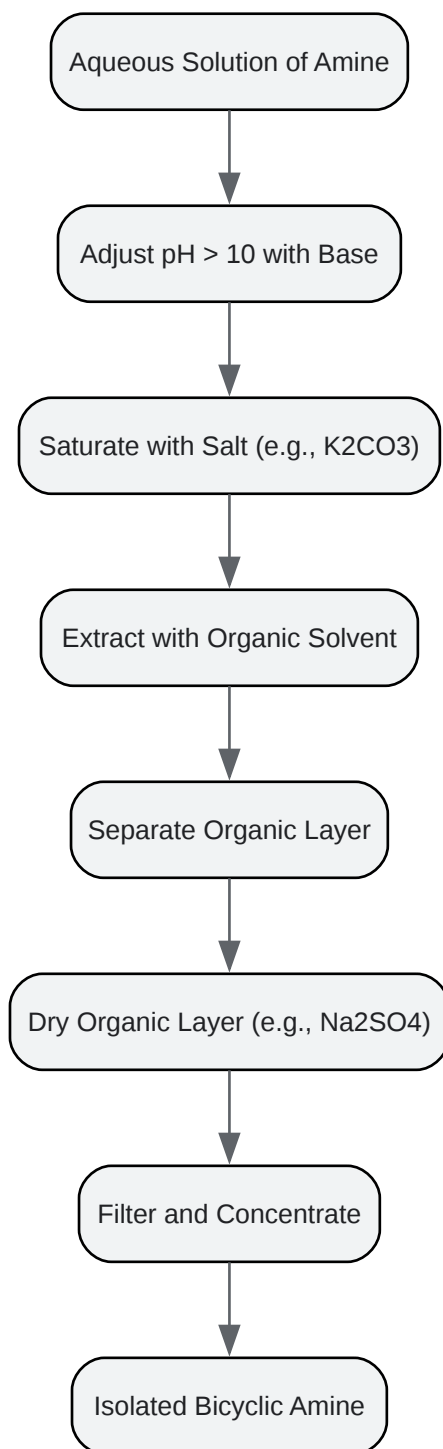 Aqueous Solution of Amine
Adjust pH > 10 with Base
Saturate with Salt (e.g., K2CO3)
Extract with Organic Solvent
Separate Organic Layer
Dry Organic Layer (e.g., Na2SO4)
Filter and Concentrate
Isolated Bicyclic Amine